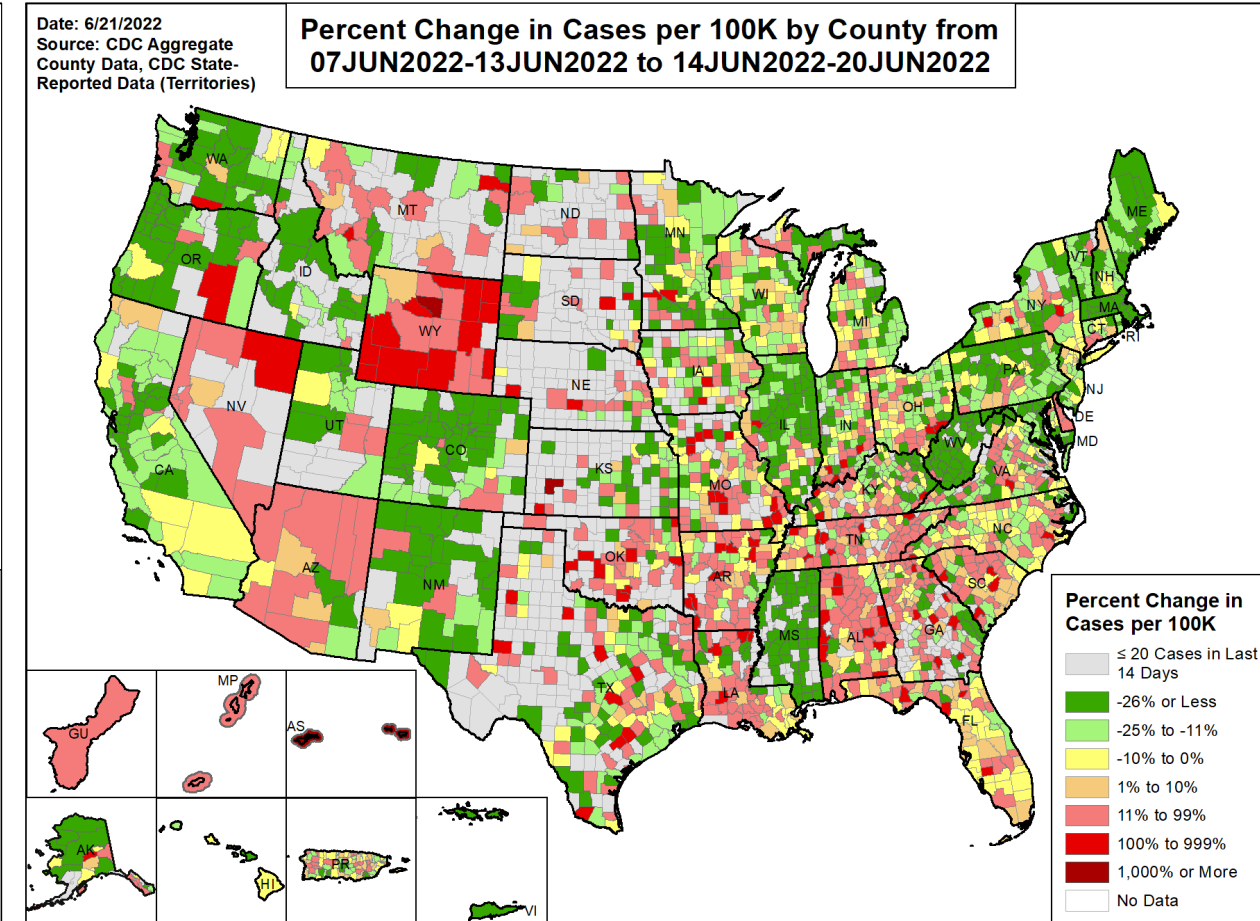 Date: 6/21/2022
Source: CDC Aggregate
County Data, CDC State-
Reported Data (Territories)
Percent Change in Cases per 100K by County from
07JUN2022-13JUN2022 to 14JUN2022-20JUN2022
WA
MT
ND
MN
ME
OR
ID
SD
WI
MI
VT
NH
NY
MA
CT
RI
WY
IA
NE
PA
NJ
NV
UT
CO
IL
IN
OH
DE
MD
WV
CA
KS
MO
KY
VA
TN
NC
AZ
NM
OK
AR
SC
MS
AL
GA
TX
LA
FL
GU
MP
AS
AK
HI
PR
VI
Percent Change in
Cases per 100K
≤ 20 Cases in Last
14 Days
-26% or Less
-25% to -11%
-10% to 0%
1% to 10%
11% to 99%
100% to 999%
1,000% or More
No Data